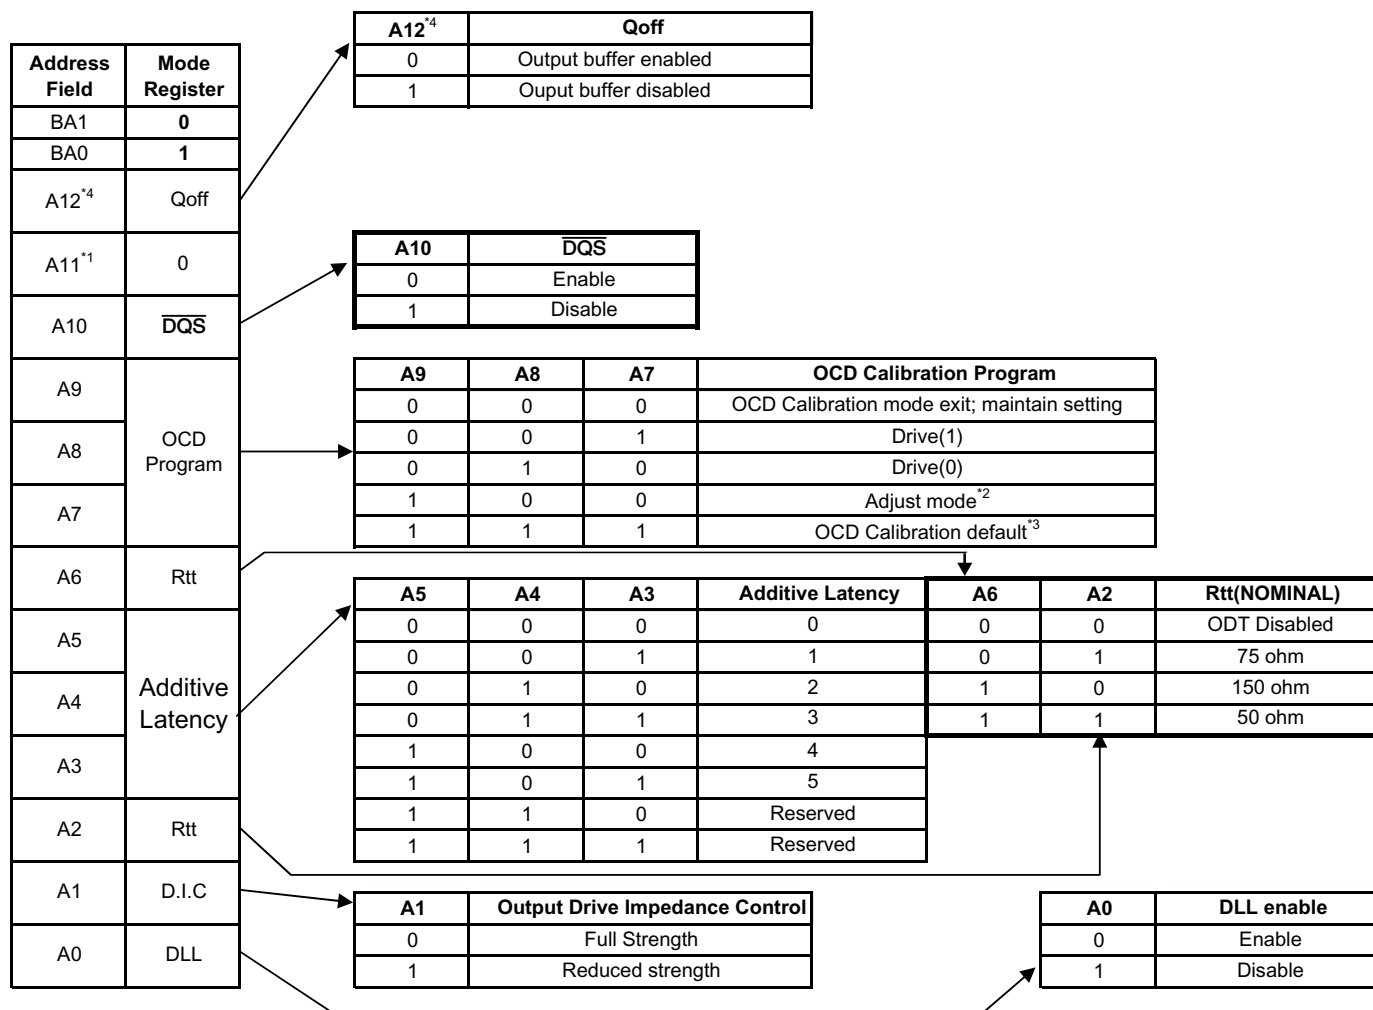 Address Field Mode Register
BA1 0
BA0 1
A12*4 Qoff
A11*1 0
A10 DQS
A9
A8 OCD Program
A7
A6 Rtt
A5
A4 Additive Latency
A3
A2 Rtt
A1 D.I.C
A0 DLL
A12*4 Qoff
0 Output buffer enabled
1 Ouput buffer disabled
A10 DQS
0 Enable
1 Disable
A9 A8 A7 OCD Calibration Program
0 0 0 OCD Calibration mode exit; maintain setting
0 0 1 Drive(1)
0 1 0 Drive(0)
1 0 0 Adjust mode*2
1 1 1 OCD Calibration default*3
A5 A4 A3 Additive Latency
0 0 0 0
0 0 1 1
0 1 0 2
0 1 1 3
1 0 0 4
1 0 1 5
1 1 0 Reserved
1 1 1 Reserved
A6 A2 Rtt(NOMINAL)
0 0 ODT Disabled
0 1 75 ohm
1 0 150 ohm
1 1 50 ohm
A1 Output Drive Impedance Control
0 Full Strength
1 Reduced strength
A0 DLL enable
0 Enable
1 Disable